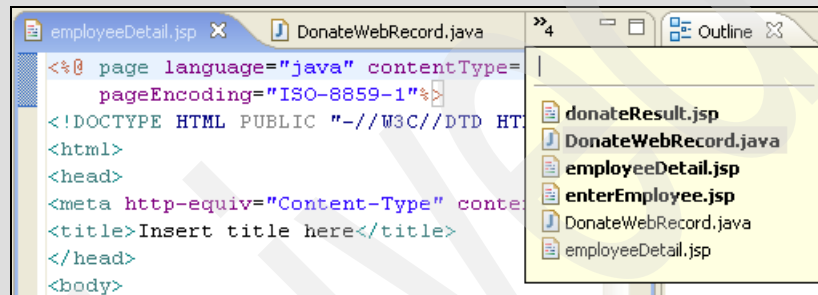 employeeDetail.jsp
DonateWebRecord.java
»4
Outline
<%@ page language="java" contentType=
pageEncoding="ISO-8859-1"%>
<!DOCTYPE HTML PUBLIC "-//W3C//DTD HT
<html>
<head>
<meta http-equiv="Content-Type" conte
<title>Insert title here</title>
</head>
<body>
donateResult.jsp
DonateWebRecord.java
employeeDetail.jsp
enterEmployee.jsp
DonateWebRecord.java
employeeDetail.jsp